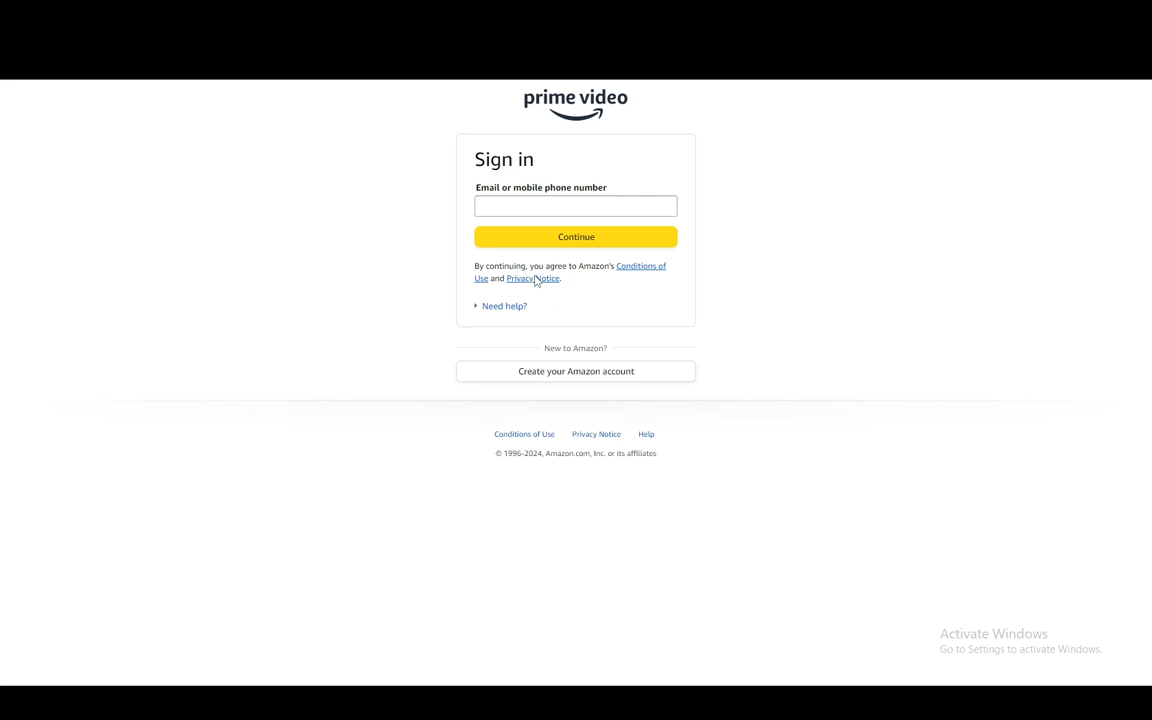 prime video
Sign in
Email or mobile phone number
Continue
By continuing, you agree to Amazon's Conditions of
Use and Privacy Notice.
Need help?
New to Amazon?
Create your Amazon account
Conditions of Use Privacy Notice Help
© 1996-2024, Amazon.com, Inc. or its affiliates
Activate Windows
Go to Settings to activate Windows.